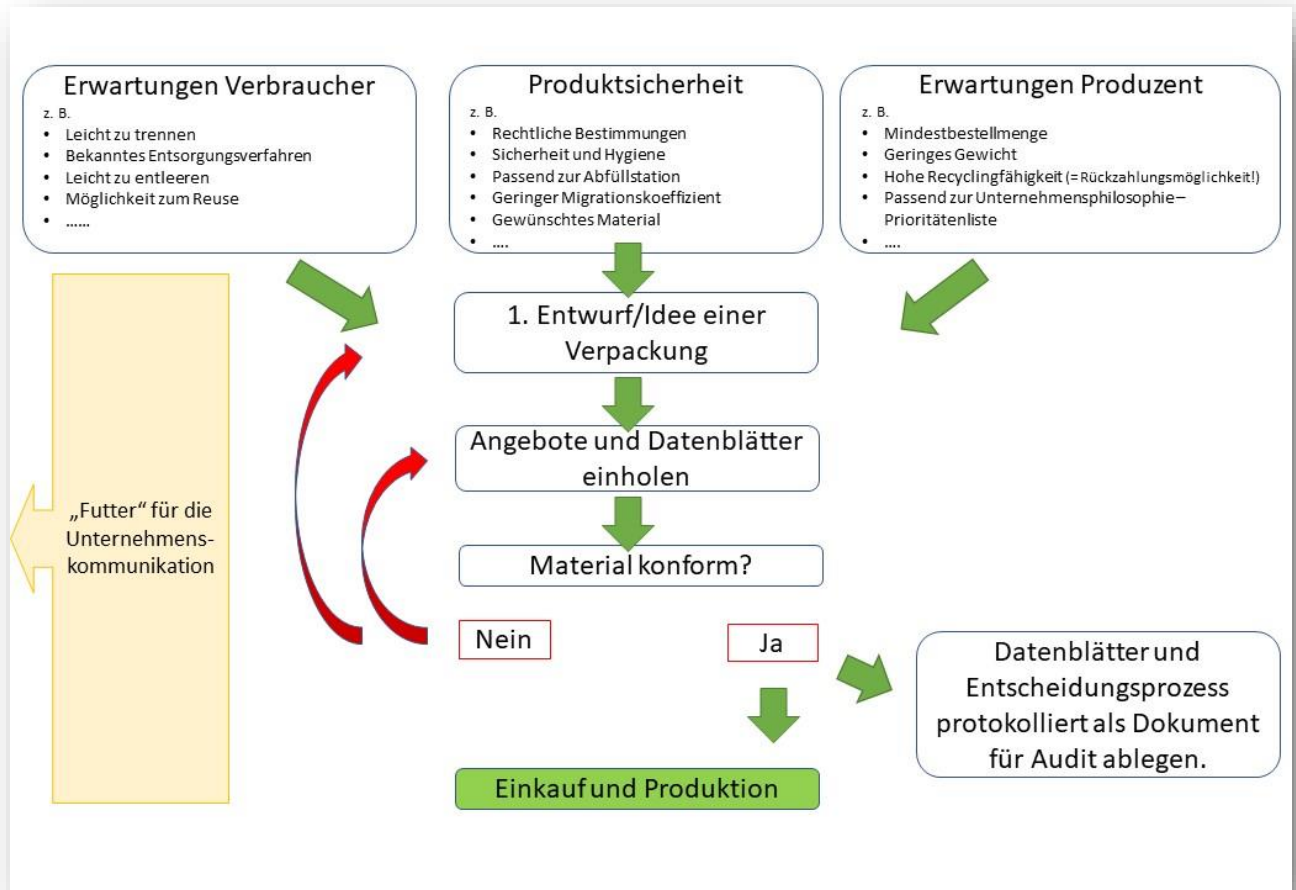 Erwartungen Verbraucher
z. B.
• Leicht zu trennen
• Bekanntes Entsorgungsverfahren
• Leicht zu entleeren
• Möglichkeit zum Reuse
• ......
Produktsicherheit
z. B.
• Rechtliche Bestimmungen
• Sicherheit und Hygiene
• Passend zur Abfüllstation
• Geringer Migrationskoeffizient
• Gewünschtes Material
• ....
Erwartungen Produzent
z. B.
• Mindestbestellmenge
• Geringes Gewicht
• Hohe Recyclingfähigkeit (= Rückzahlungsmöglichkeit!)
• Passend zur Unternehmensphilosophie –
Prioritätenliste
• ....
1. Entwurf/Idee einer
Verpackung
Angebote und Datenblätter
einholen
„Futter“ für die
Unternehmens-
kommunikation
Material konform?
Nein
Ja
Datenblätter und
Entscheidungsprozess
protokolliert als Dokument
für Audit ablegen.
Einkauf und Produktion